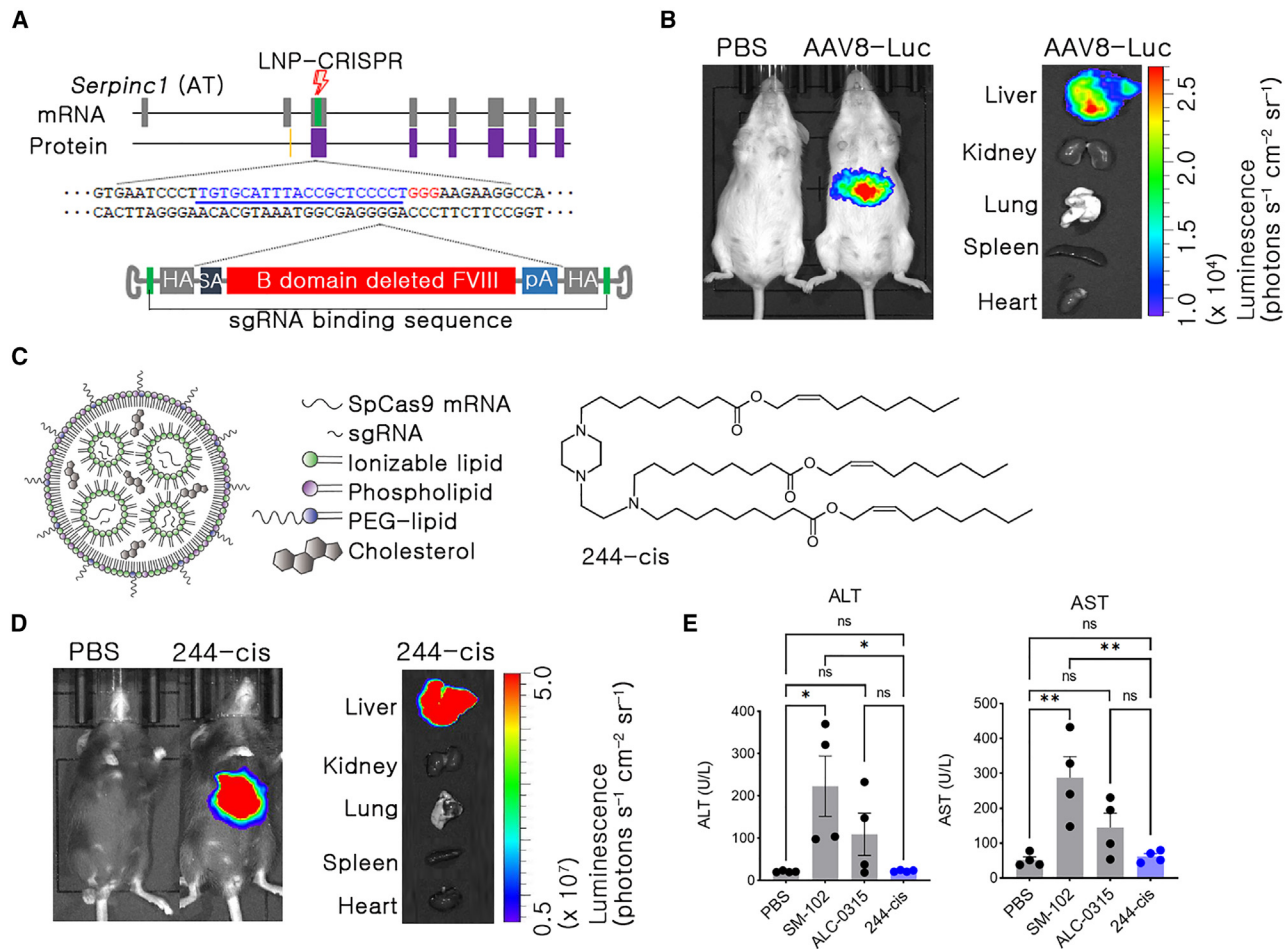 A
LNP-CRISPR
Serpinc1 (AT)
mRNA
Protein
··· GTGAATCCCTTGTGCATTTACCGCTCCCCTGGGAAGAAGGCCA ···
··· CACTTAGGGAACACGTAAATGGCGAGGGGACCCTTCTTCCGGT ···
HA SA B domain deleted FVIII pA HA
sgRNA binding sequence
B
PBS AAV8-Luc
AAV8-Luc
Liver
Kidney
Lung
Spleen
Heart
1.0 1.5 2.0 2.5
(x 10⁴)
Luminescence
(photons s⁻¹ cm⁻² sr⁻¹)
C
SpCas9 mRNA
sgRNA
Ionizable lipid
Phospholipid
PEG-lipid
Cholesterol
O
O
N
N
N
O
O
O
O
244-cis
D
PBS 244-cis
244-cis
Liver
Kidney
Lung
Spleen
Heart
0.5 5.0
(x 10⁷)
Luminescence
(photons s⁻¹ cm⁻² sr⁻¹)
E
ALT
ns
*
ns
* ns
ALT (U/L)
400
300
200
100
0
PBS SM-102 ALC-0315 244-cis
AST
ns
**
ns
** ns
AST (U/L)
500
400
300
200
100
0
PBS SM-102 ALC-0315 244-cis